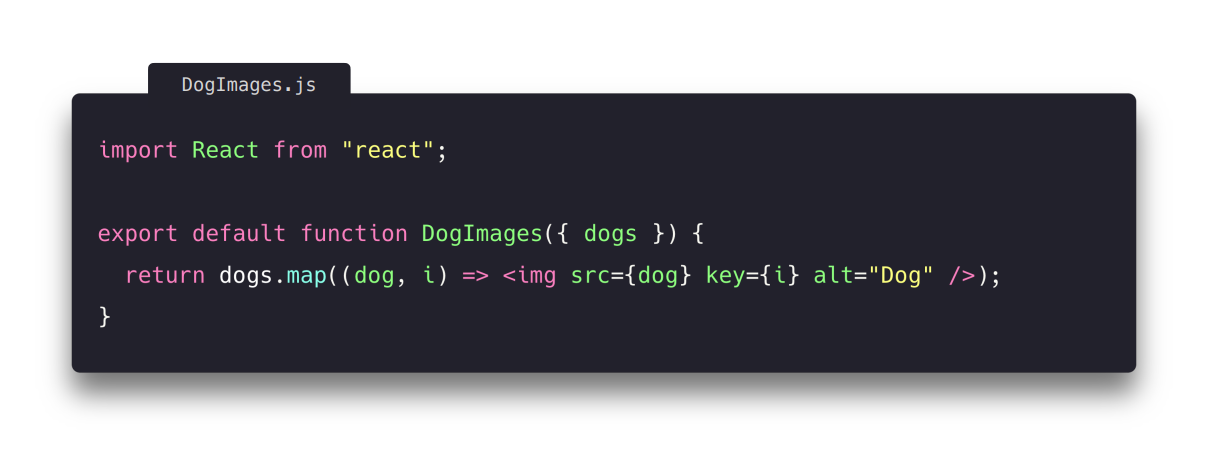 DogImages.js
import React from "react";
export default function DogImages({ dogs }) {
  return dogs.map((dog, i) => <img src={dog} key={i} alt="Dog" />);
}